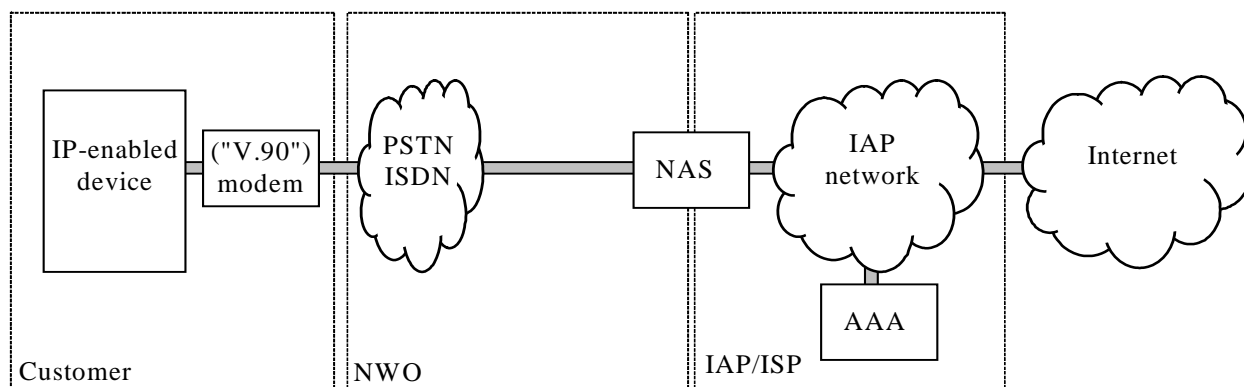 IP-enabled
device
("V.90")
modem
PSTN
ISDN
NAS
IAP
network
Internet
AAA
Customer
NWO
IAP/ISP